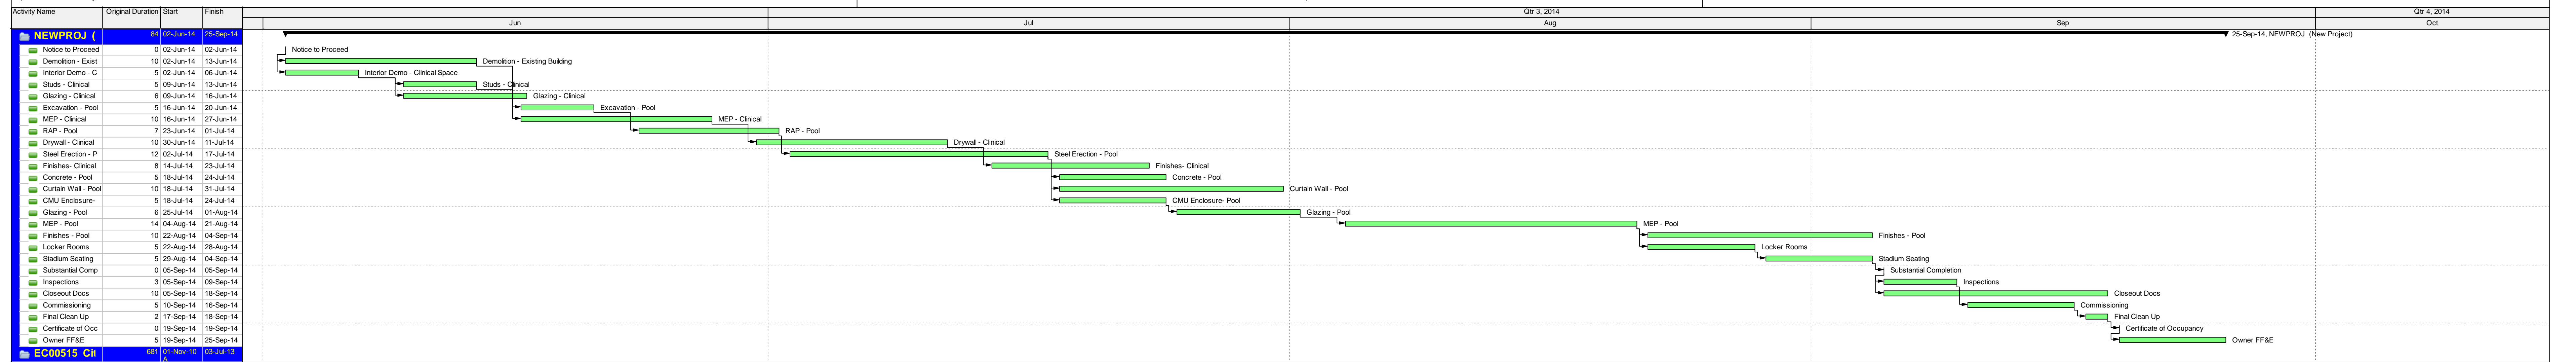 Activity Name Original Duration Start Finish Qtr 3, 2014 Qtr 4, 2014
Jun Jul Aug Sep Oct
NEWPROJ ( 84 02-Jun-14 25-Sep-14 25-Sep-14, NEWPROJ (New Project)
Notice to Proceed 0 02-Jun-14 02-Jun-14 Notice to Proceed
Demolition - Exist 10 02-Jun-14 13-Jun-14 Demolition - Existing Building
Interior Demo - C 5 02-Jun-14 06-Jun-14 Interior Demo - Clinical Space
Studs - Clinical 5 09-Jun-14 13-Jun-14 Studs - Clinical
Glazing - Clinical 6 09-Jun-14 16-Jun-14 Glazing - Clinical
Excavation - Pool 5 16-Jun-14 20-Jun-14 Excavation - Pool
MEP - Clinical 10 16-Jun-14 27-Jun-14 MEP - Clinical
RAP - Pool 7 23-Jun-14 01-Jul-14 RAP - Pool
Drywall - Clinical 10 30-Jun-14 11-Jul-14 Drywall - Clinical
Steel Erection - P 12 02-Jul-14 17-Jul-14 Steel Erection - Pool
Finishes- Clinical 8 14-Jul-14 23-Jul-14 Finishes- Clinical
Concrete - Pool 5 18-Jul-14 24-Jul-14 Concrete - Pool
Curtain Wall - Pool 10 18-Jul-14 31-Jul-14 Curtain Wall - Pool
CMU Enclosure- 5 18-Jul-14 24-Jul-14 CMU Enclosure- Pool
Glazing - Pool 6 25-Jul-14 01-Aug-14 Glazing - Pool
MEP - Pool 14 04-Aug-14 21-Aug-14 MEP - Pool
Finishes - Pool 10 22-Aug-14 04-Sep-14 Finishes - Pool
Locker Rooms 5 22-Aug-14 28-Aug-14 Locker Rooms
Stadium Seating 5 29-Aug-14 04-Sep-14 Stadium Seating
Substantial Comp 0 05-Sep-14 05-Sep-14 Substantial Completion
Inspections 3 05-Sep-14 09-Sep-14 Inspections
Closeout Docs 10 05-Sep-14 18-Sep-14 Closeout Docs
Commissioning 5 10-Sep-14 16-Sep-14 Commissioning
Final Clean Up 2 17-Sep-14 18-Sep-14 Final Clean Up
Certificate of Occ 0 19-Sep-14 19-Sep-14 Certificate of Occupancy
Owner FF&E 5 19-Sep-14 25-Sep-14 Owner FF&E
EC00515 Cit 681 01-Nov-10 03-Jul-13
A